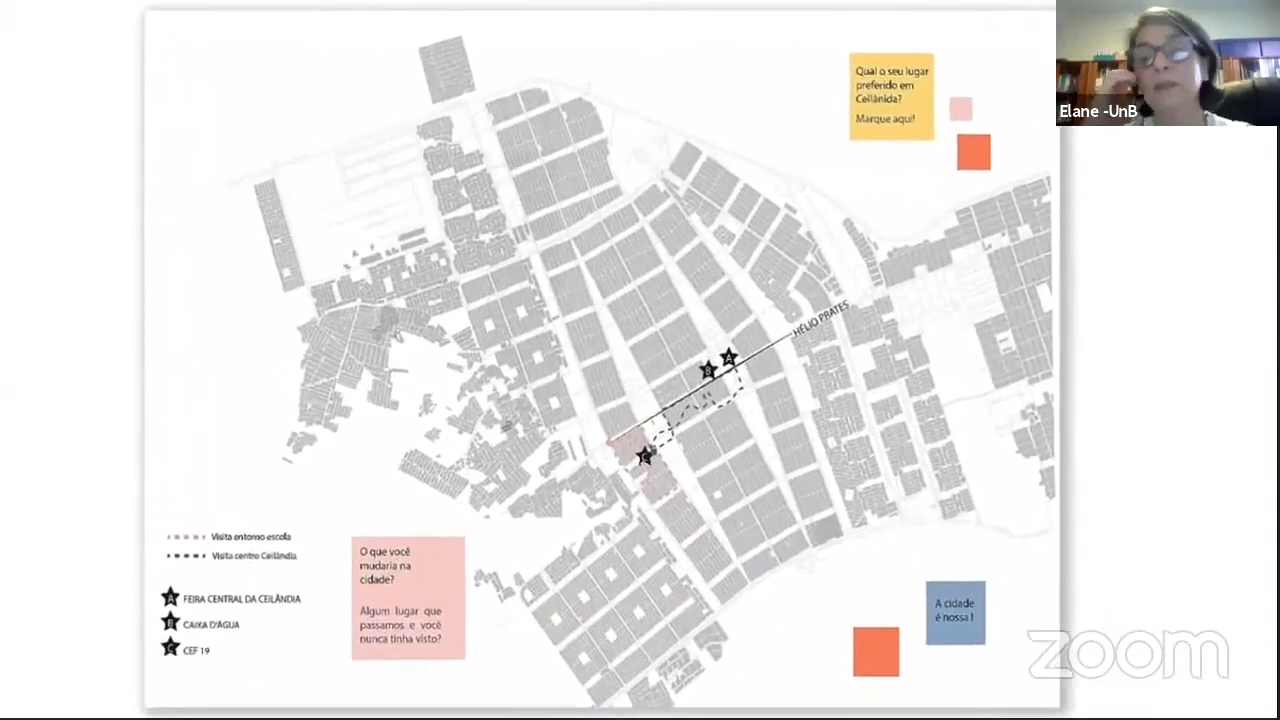 Qual o seu lugar
preferido em
Ceilânida?
Marque aqui!
Elane -UnB
HÉLIO PRATES
A
B
C
Visita entorno escola
Visita centro Ceilândia
A FEIRA CENTRAL DA CEILÂNDIA
B CAIXA D'ÁGUA
C CEF 19
O que você
mudaria na
cidade?
Algum lugar que
passamos e você
nunca tinha visto?
A cidade
é nossa !
zoom